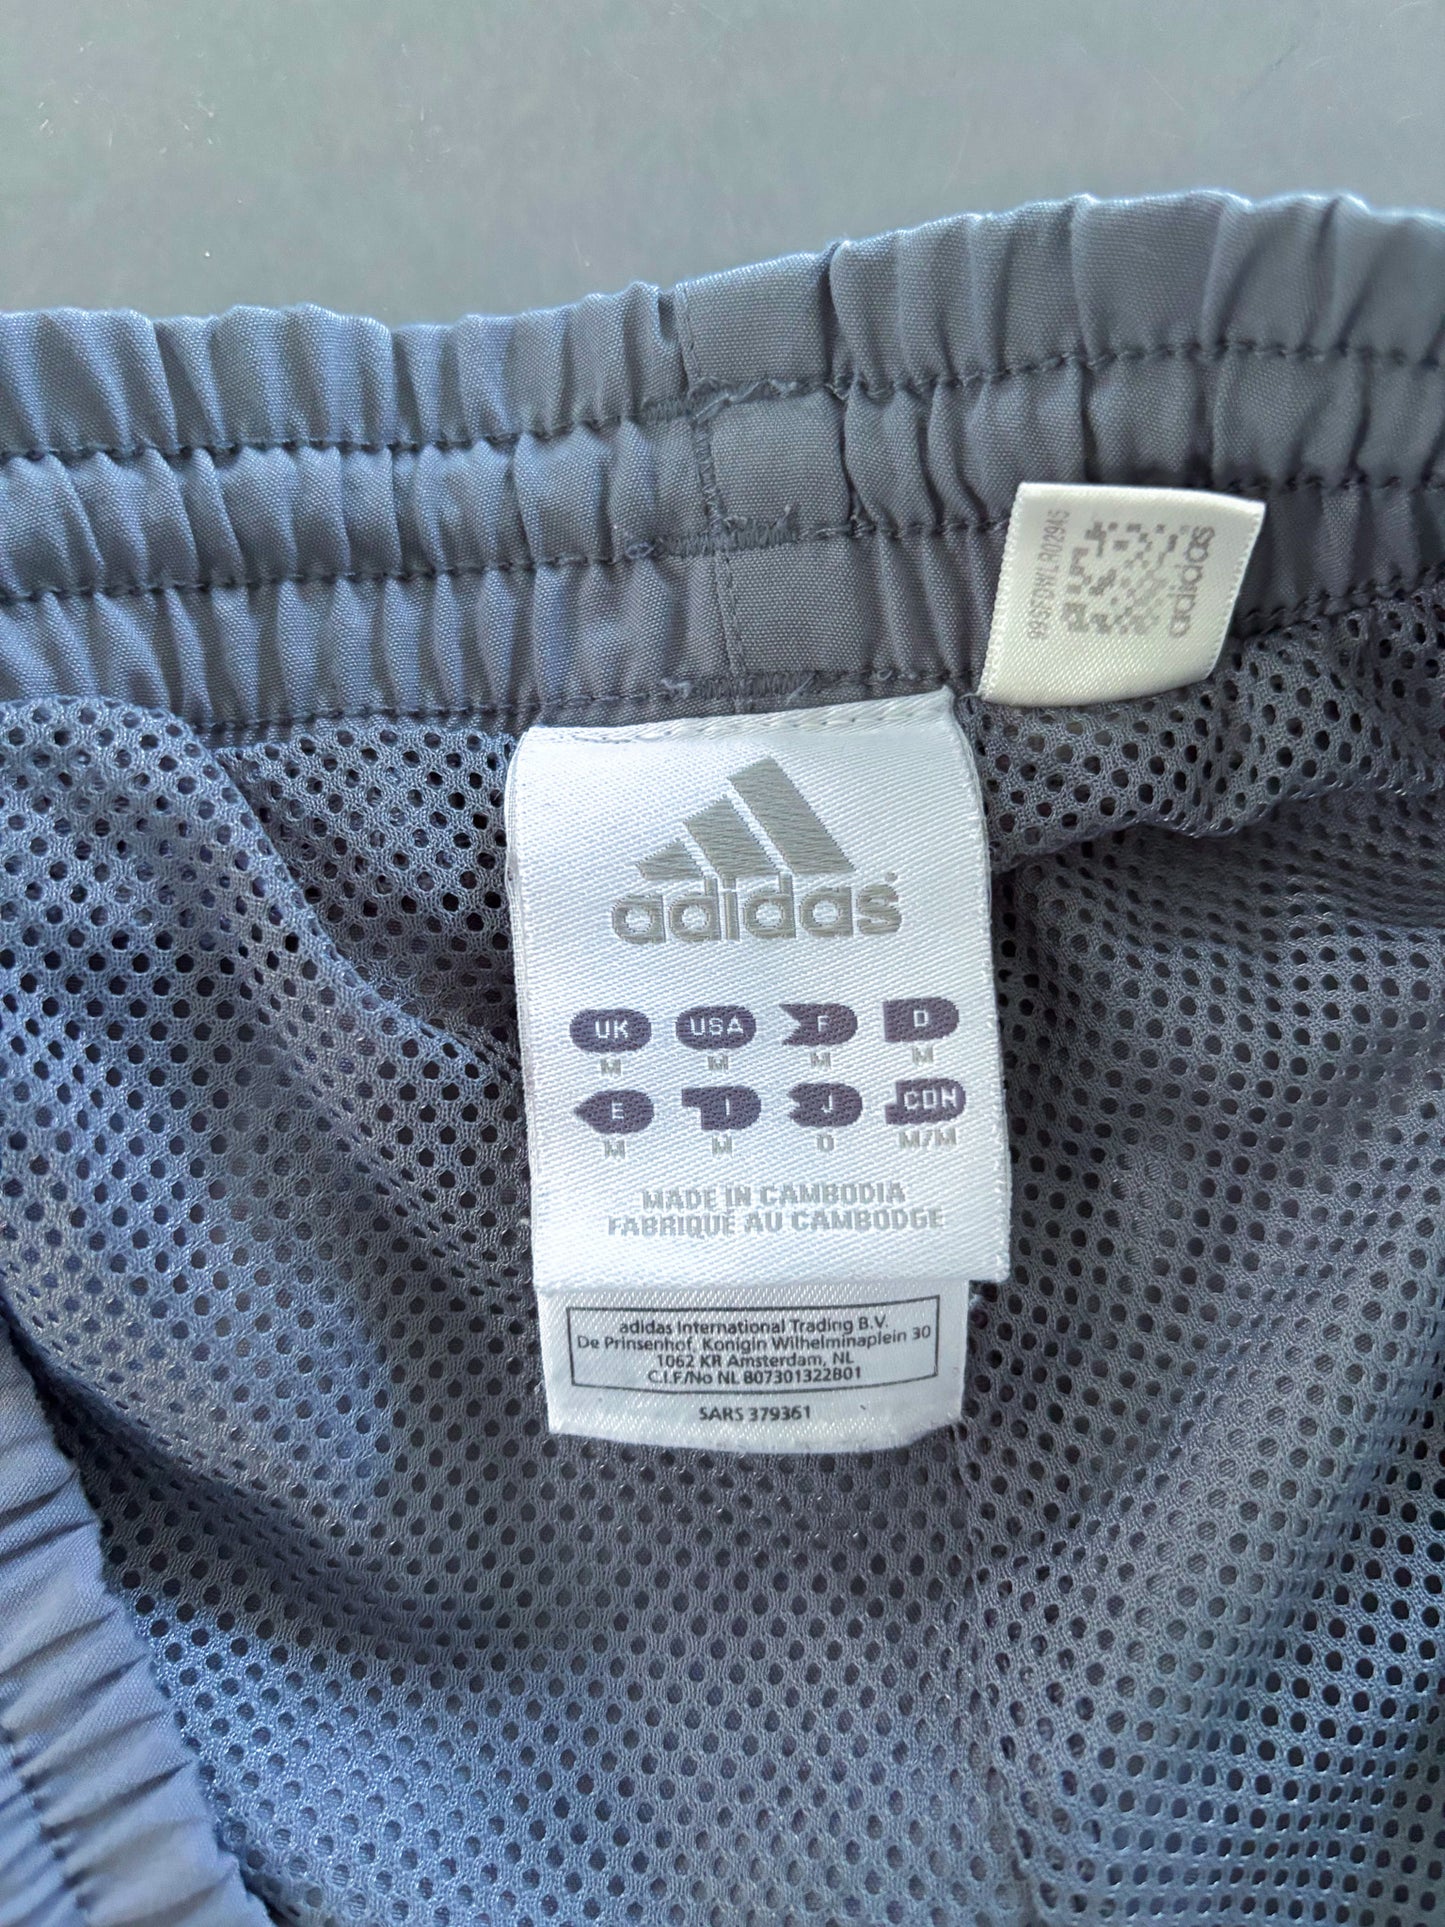 adidas
adidas
UK USA F D
M M M M
E I J CDN
M M O M/M
MADE IN CAMBODIA
FABRIQUÉ AU CAMBODGE
adidas International Trading B.V.
De Prinsenhof, Konigin Wilhelminaplein 30
1062 KR Amsterdam, NL
C.I.F/No NL 807301322B01
SARS 379361